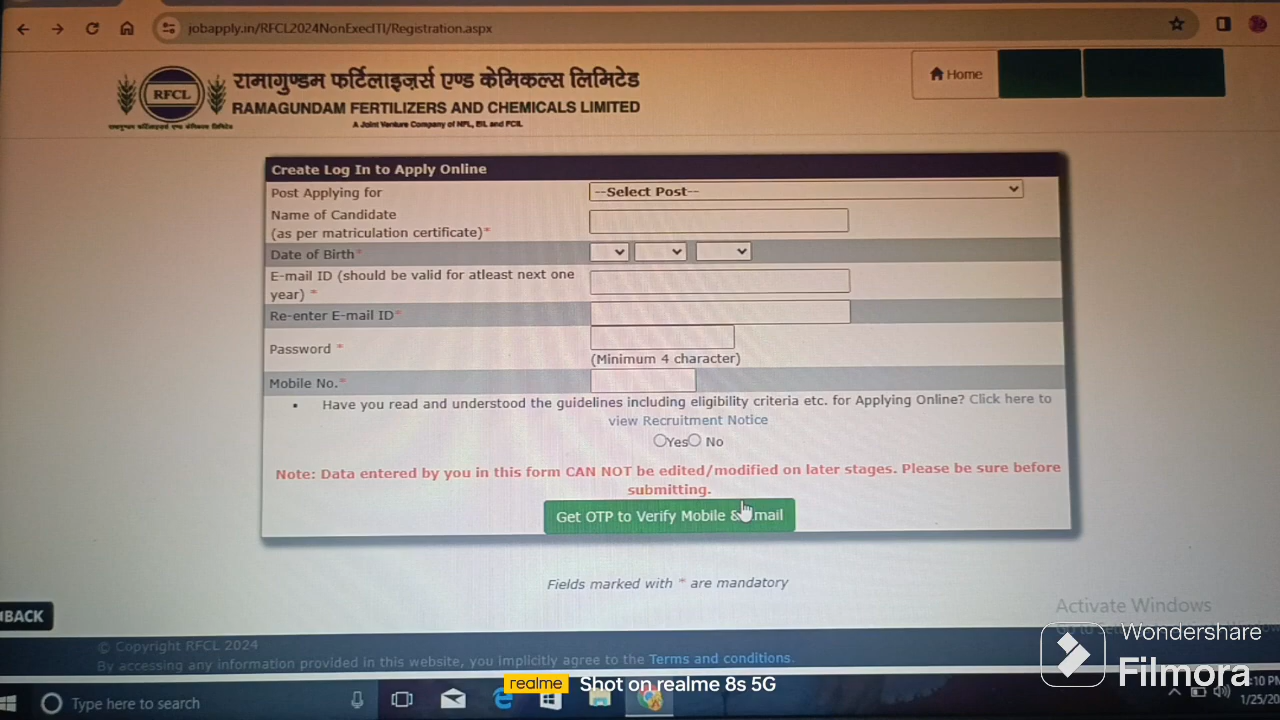 jobapply.in/RFCL2024NonExecITI/Registration.aspx
RFCL
रामागुण्डम फर्टिलाइज़र्स एण्ड केमिकल्स लिमिटेड
RAMAGUNDAM FERTILIZERS AND CHEMICALS LIMITED
A Joint Venture Company of NFL, EIL and FCIL
Home
Create Log In to Apply Online
Post Applying for
--Select Post--
Name of Candidate
(as per matriculation certificate)*
Date of Birth*
E-mail ID (should be valid for atleast next one
year) *
Re-enter E-mail ID*
Password *
(Minimum 4 character)
Mobile No.*
• Have you read and understood the guidelines including eligibility criteria etc. for Applying Online? Click here to
view Recruitment Notice
Yes No
Note: Data entered by you in this form CAN NOT be edited/modified on later stages. Please be sure before
submitting.
Get OTP to Verify Mobile & Email
Fields marked with * are mandatory
BACK
Activate Windows
© Copyright RFCL 2024
By accessing any information provided in this website, you implicitly agree to the Terms and conditions.
Wondershare
Filmora
realme Shot on realme 8s 5G
Type here to search
:10 PM
1/25/20